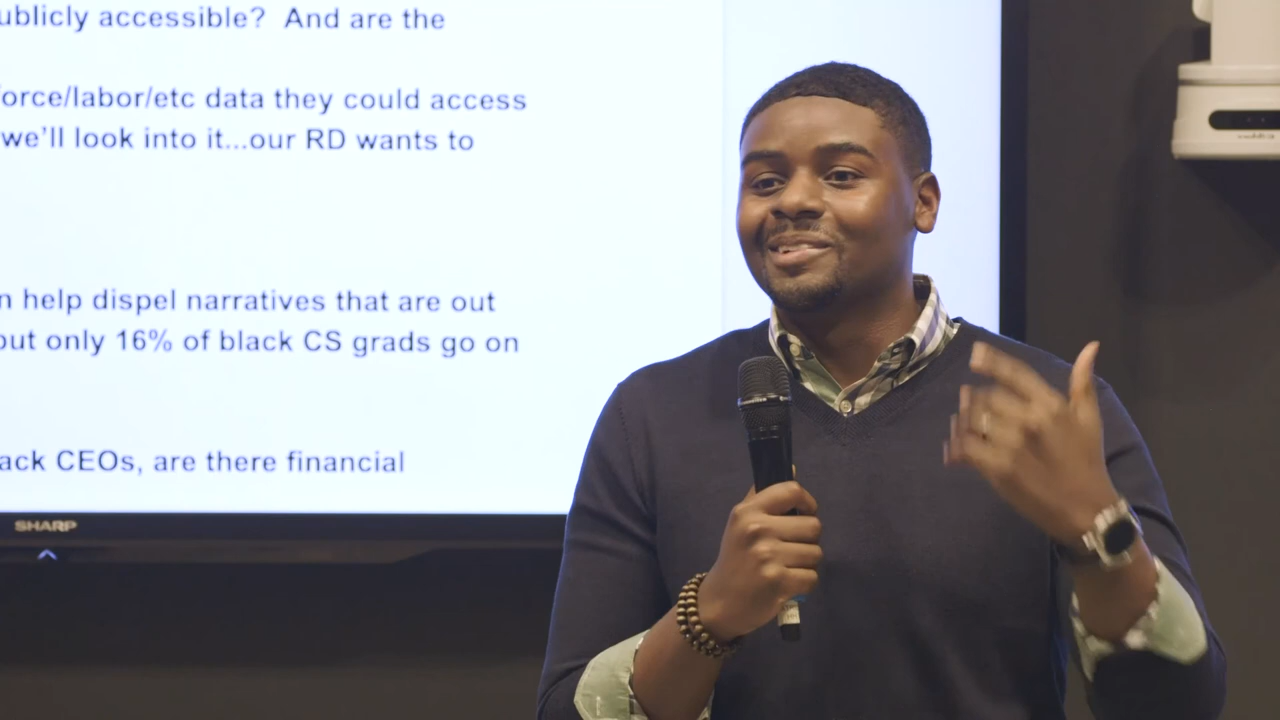 ublicly accessible?  And are the
force/labor/etc data they could access
we'll look into it...our RD wants to
n help dispel narratives that are out
out only 16% of black CS grads go on
ack CEOs, are there financial
SHARP